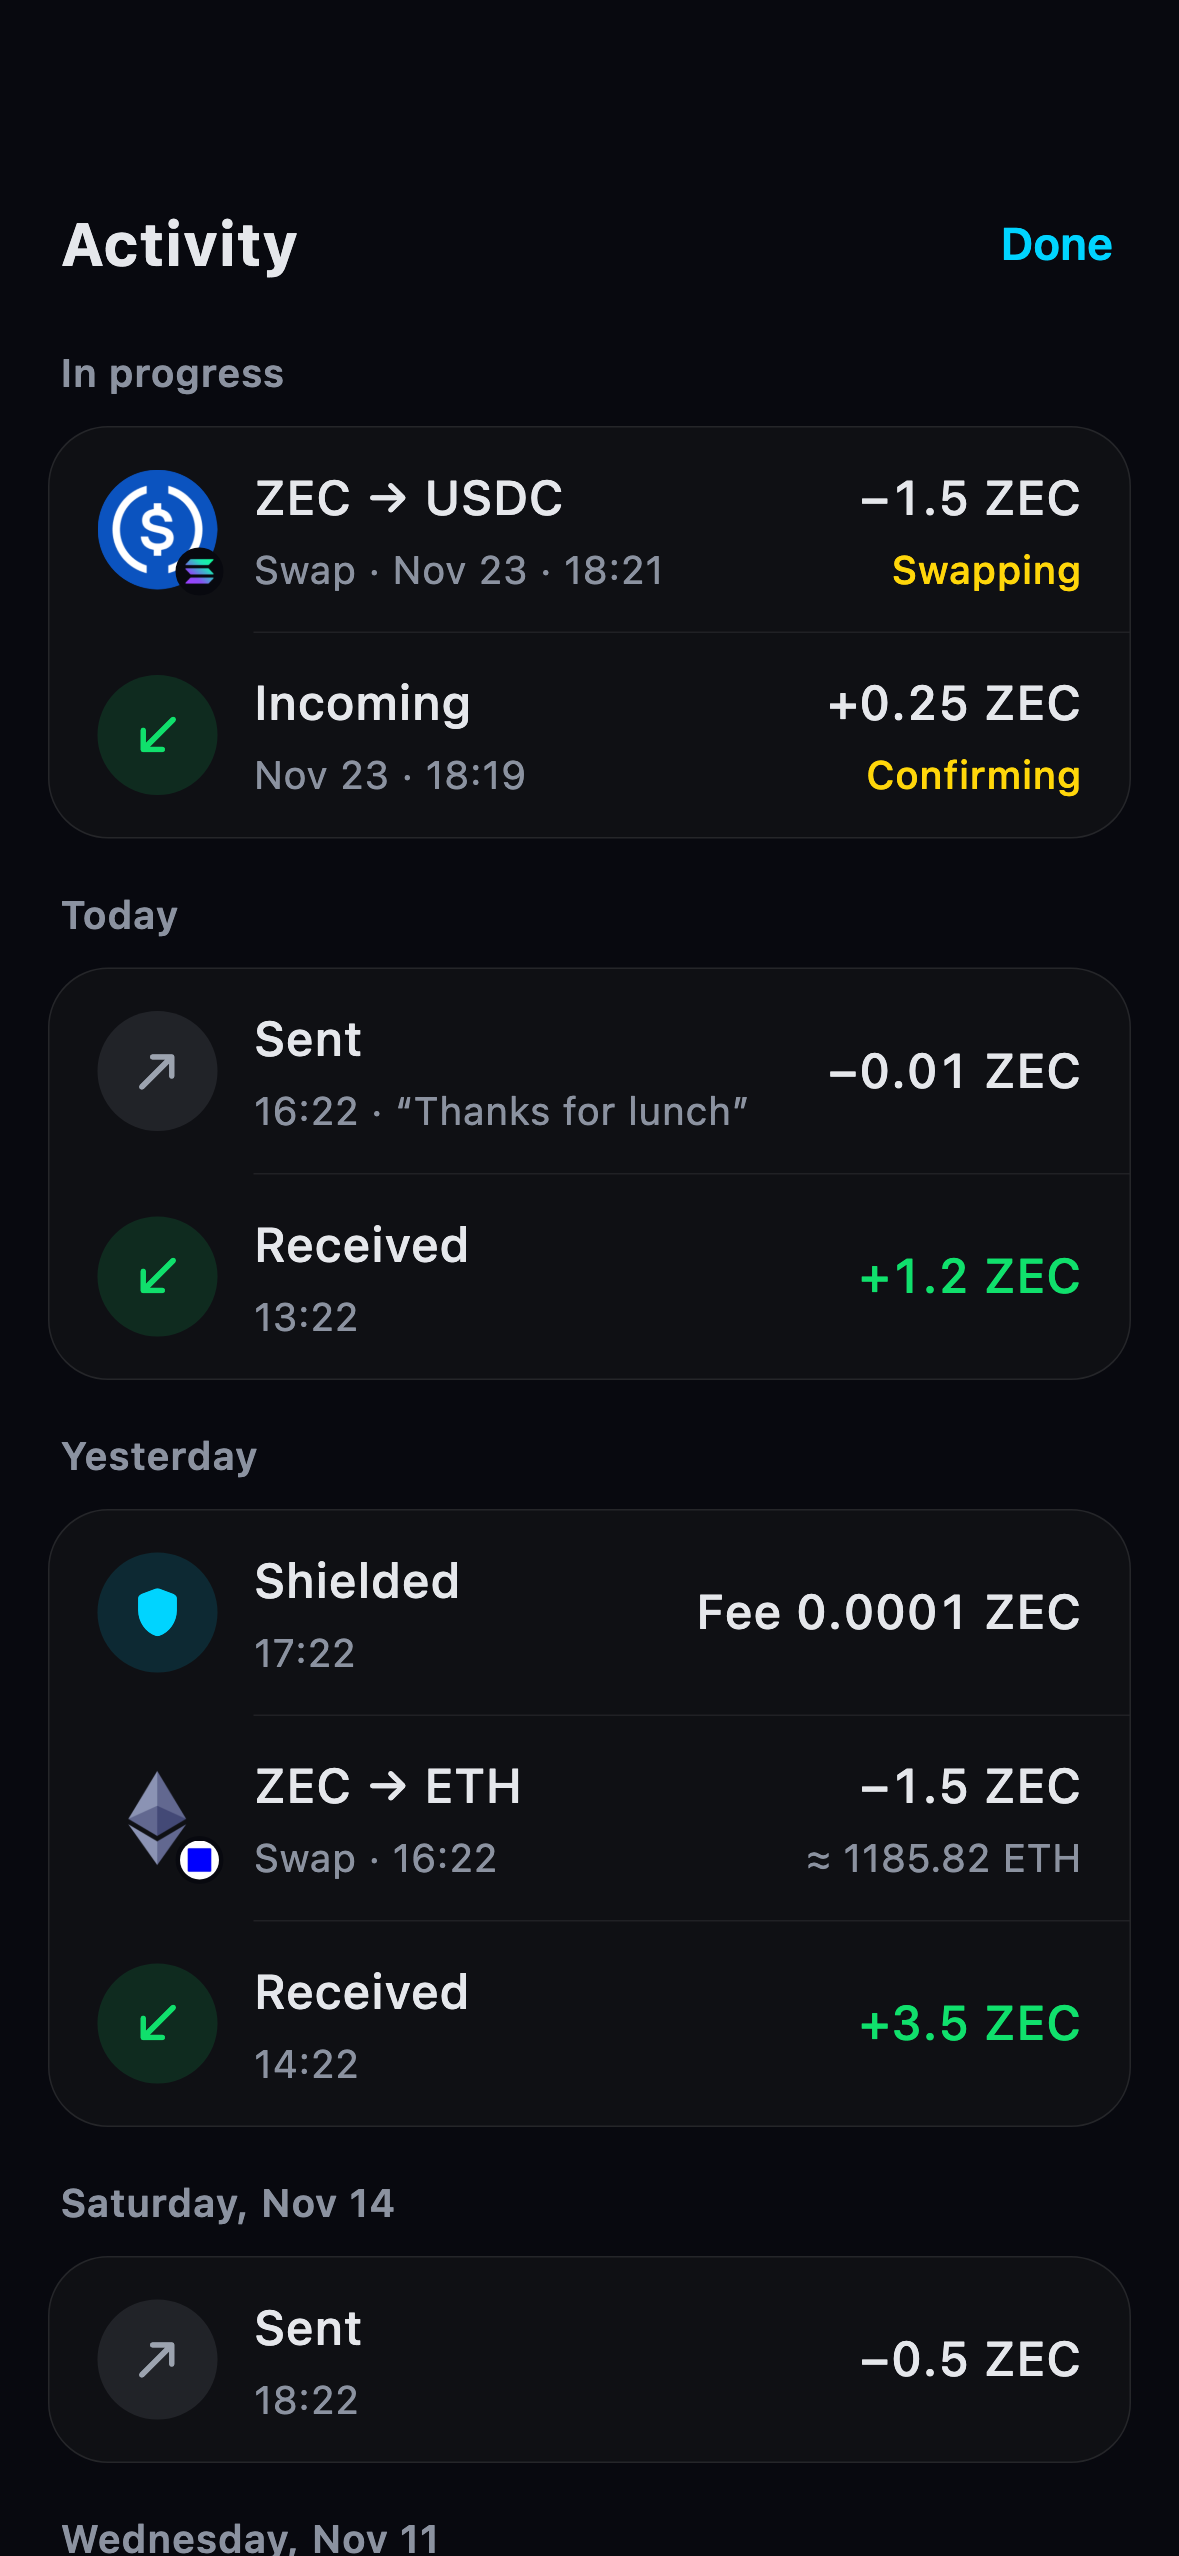 Activity
Done
In progress
ZEC → USDC
−1.5 ZEC
Swap · Nov 23 · 18:21
Swapping
Incoming
+0.25 ZEC
Nov 23 · 18:19
Confirming
Today
Sent
−0.01 ZEC
16:22 · “Thanks for lunch”
Received
+1.2 ZEC
13:22
Yesterday
Shielded
Fee 0.0001 ZEC
17:22
ZEC → ETH
−1.5 ZEC
Swap · 16:22
≈ 1185.82 ETH
Received
+3.5 ZEC
14:22
Saturday, Nov 14
Sent
−0.5 ZEC
18:22
Wednesday, Nov 11